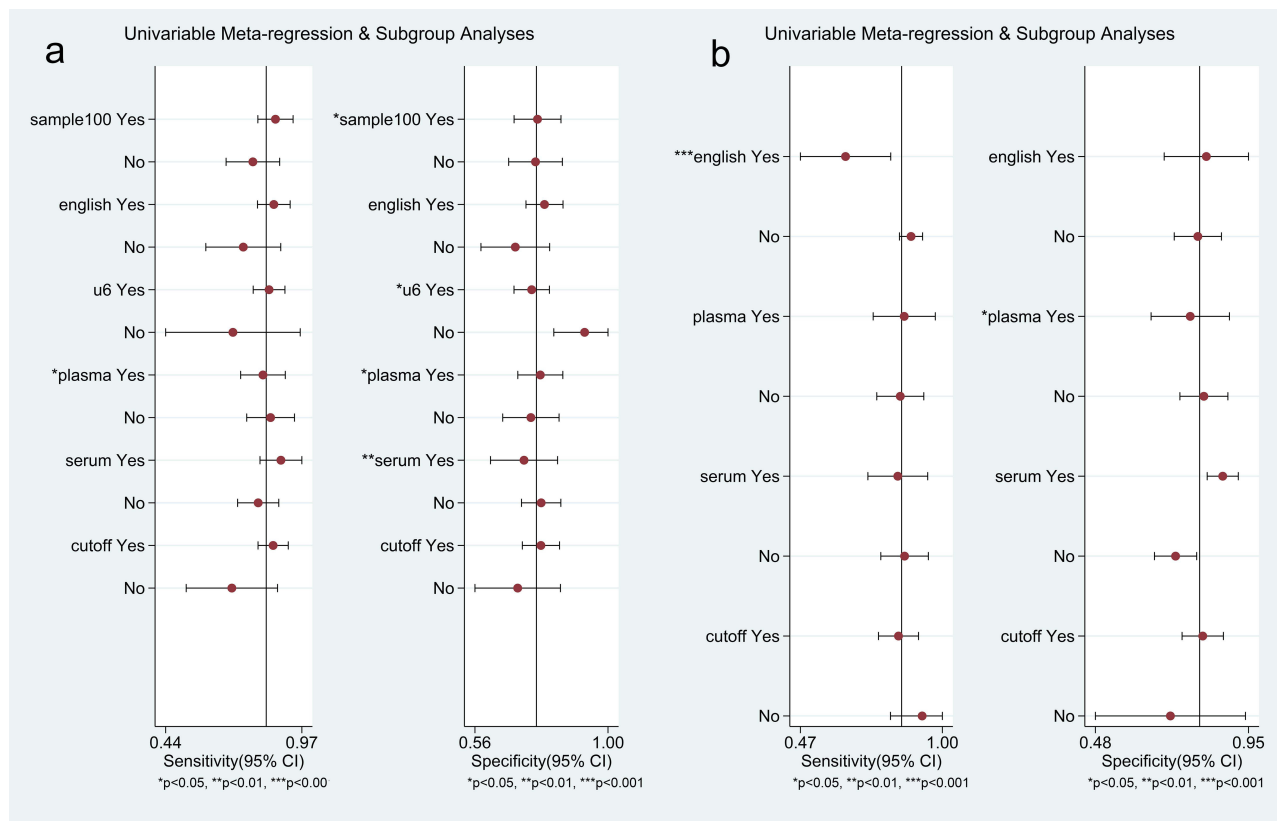 a
Univariable Meta-regression & Subgroup Analyses
sample100 Yes
No
english Yes
No
u6 Yes
No
*plasma Yes
No
serum Yes
No
cutoff Yes
No
0.44 0.97
Sensitivity(95% CI)
*p<0.05, **p<0.01, ***p<0.00
*sample100 Yes
No
english Yes
No
*u6 Yes
No
*plasma Yes
No
**serum Yes
No
cutoff Yes
No
0.56 1.00
Specificity(95% CI)
*p<0.05, **p<0.01, ***p<0.001
b
Univariable Meta-regression & Subgroup Analyses
***english Yes
No
plasma Yes
No
serum Yes
No
cutoff Yes
No
0.47 1.00
Sensitivity(95% CI)
*p<0.05, **p<0.01, ***p<0.001
english Yes
No
*plasma Yes
No
serum Yes
No
cutoff Yes
No
0.48 0.95
Specificity(95% CI)
*p<0.05, **p<0.01, ***p<0.001